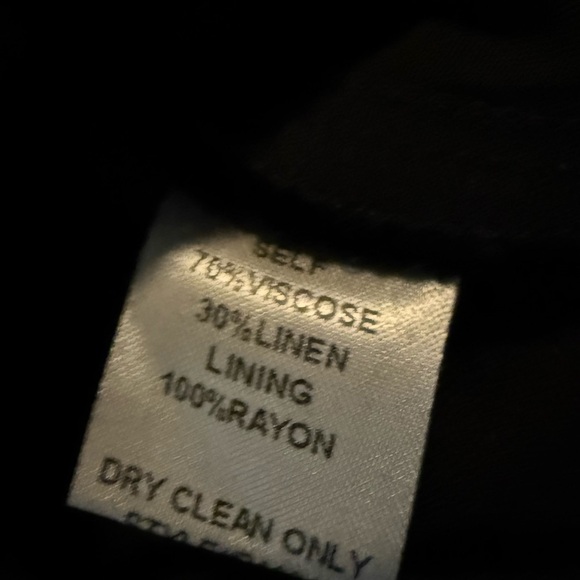 SELF
70%VISCOSE
30%LINEN
LINING
100%RAYON
DRY CLEAN ONLY